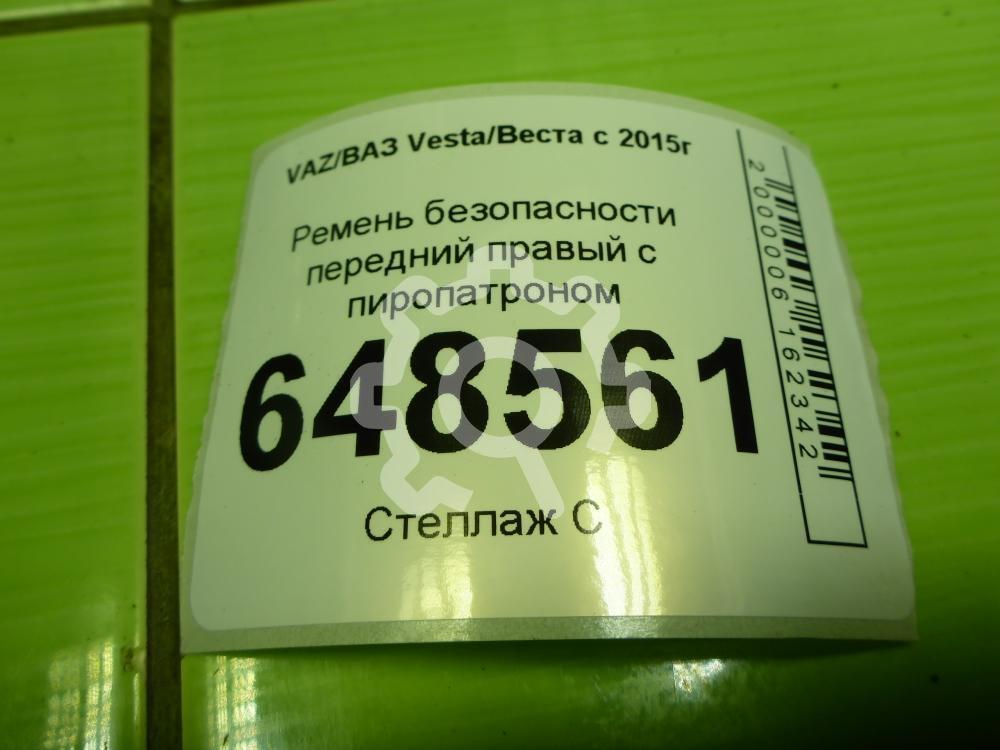 VAZ/ВАЗ Vesta/Веста с 2015г
Ремень безопасности
передний правый с
пиропатроном
648561
Стеллаж С
2000006162342